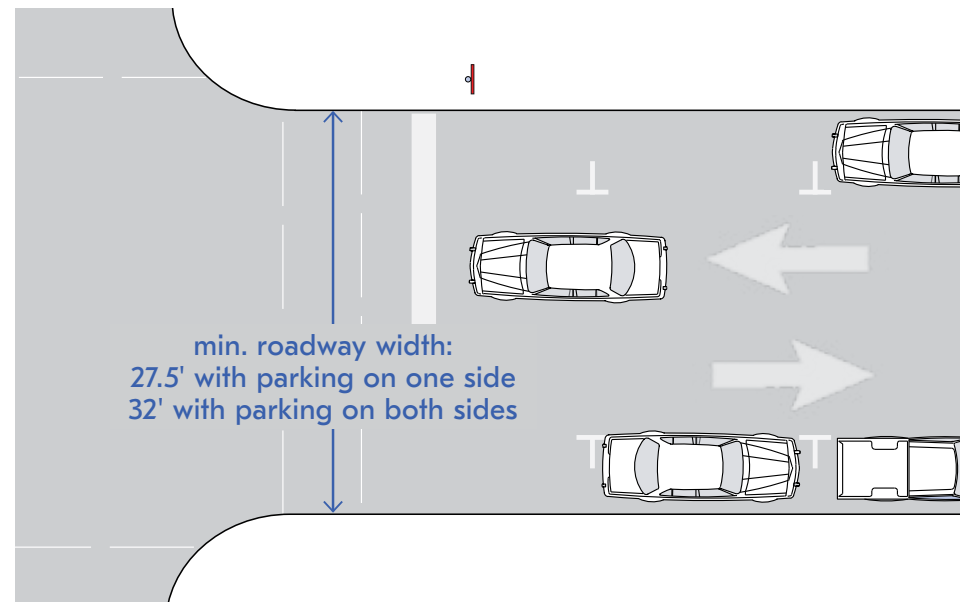 min. roadway width:
27.5' with parking on one side
32' with parking on both sides